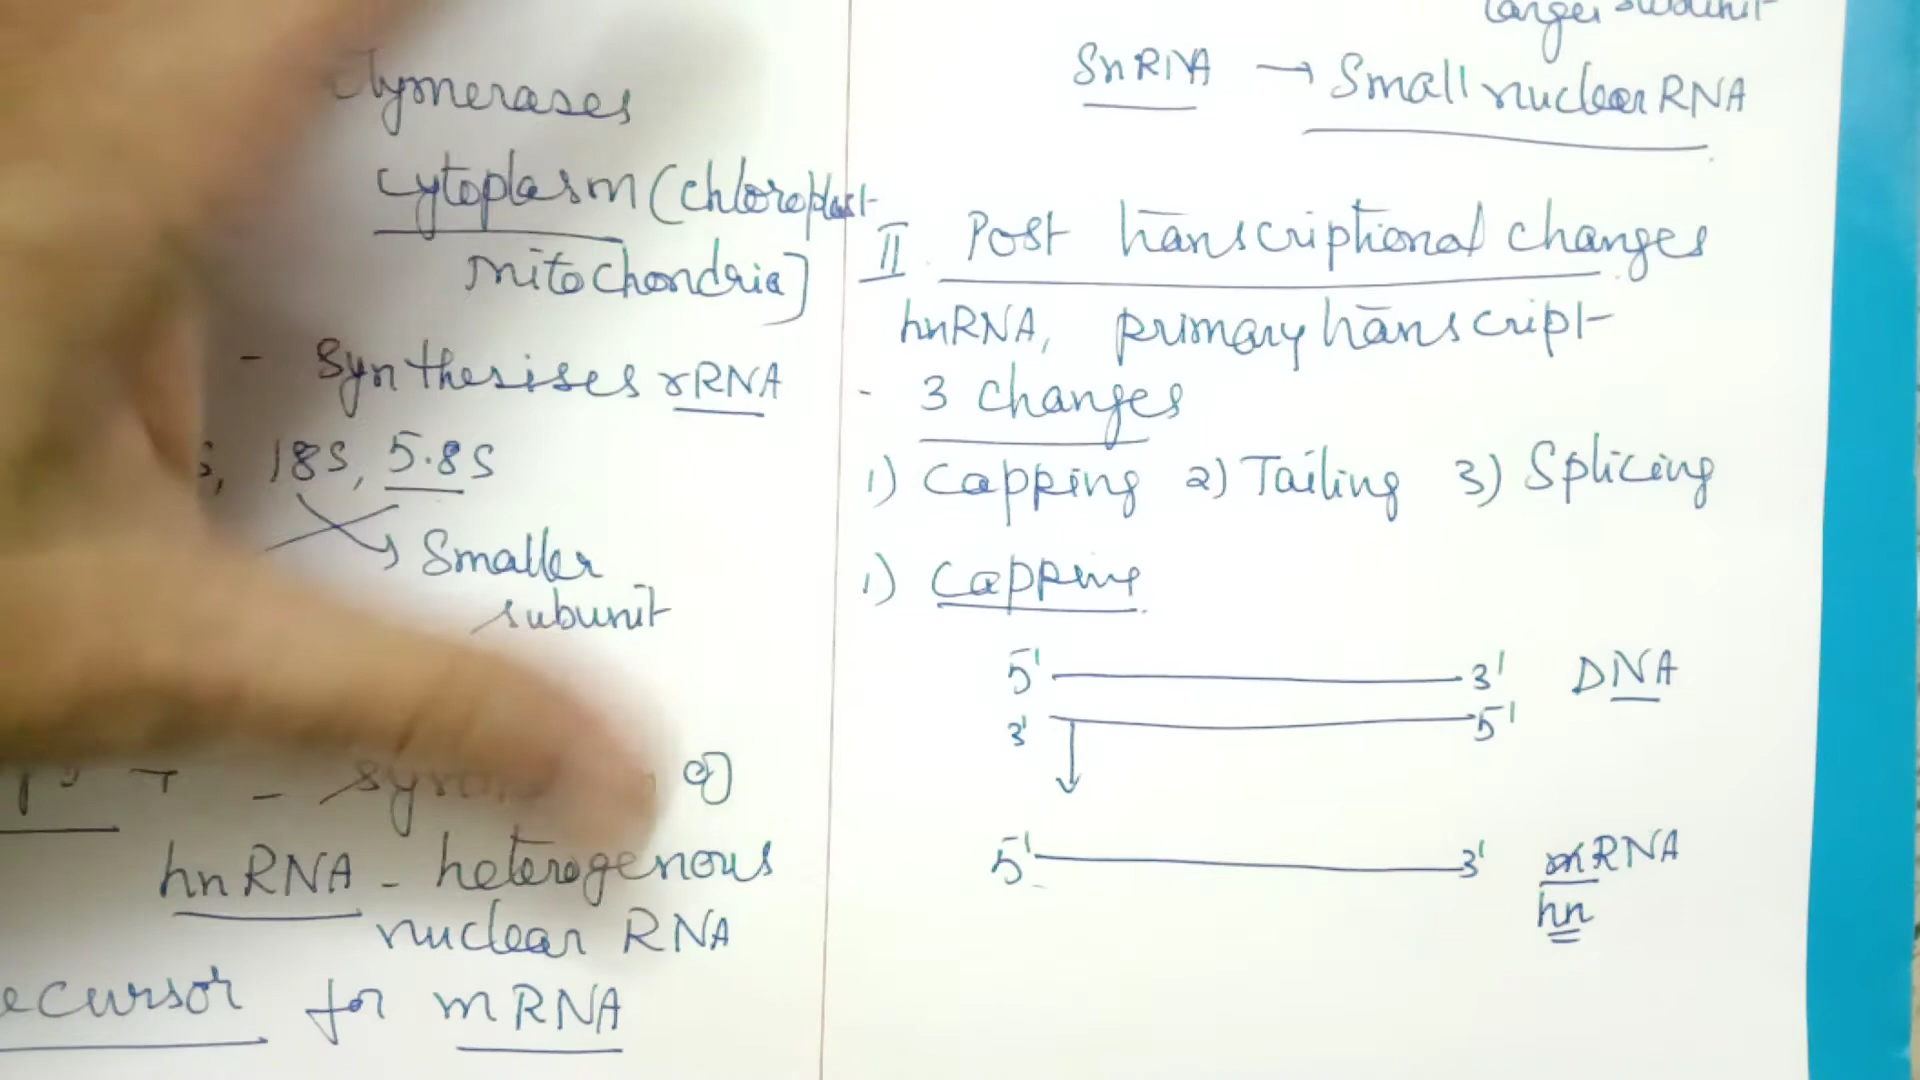 cytoplasm (chloroplast
mitochondria]
- Synthesises rRNA
18S, 5.8S
Smaller
subunit
hnRNA - heterogenous
nuclear RNA
for mRNA
larger subunit
SnRNA → Small nuclear RNA
II Post transcriptional changes
hnRNA, primary transcript
- 3 changes
1) Capping 2) Tailing 3) Splicing
1) Capping
5' 3' DNA
3' 5'
5' 3' mRNA
hn